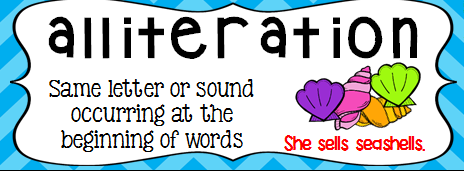 alliteration
Same letter or sound
occurring at the
beginning of words
She sells seashells.